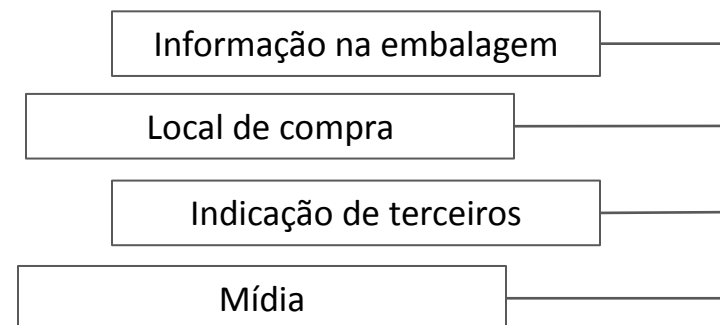 Informação na embalagem
Local de compra
Indicação de terceiros
Mídia